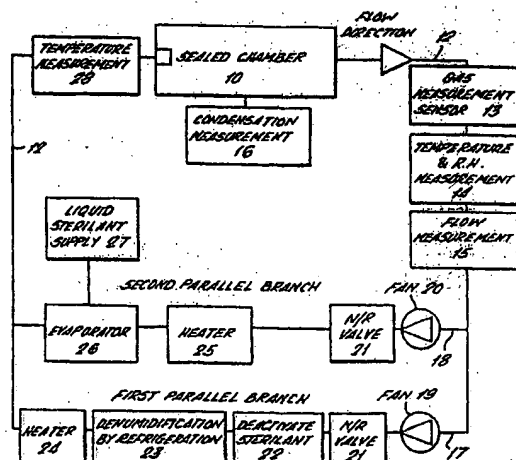 FLOW
DIRECTION
TEMPERATURE
MEASUREMENT
28
SEALED CHAMBER
10
12
GAS
MEASUREMENT
SENSOR 13
CONDENSATION
MEASUREMENT
16
TEMPERATURE
& R.H.
MEASUREMENT
14
12
LIQUID
STERILANT
SUPPLY 27
FLOW
MEASUREMENT
15
SECOND PARALLEL BRANCH
FAN 20
EVAPORATOR
26
HEATER
25
N/R
VALVE
21
18
FIRST PARALLEL BRANCH
FAN 19
HEATER
24
DEHUMIDIFICATION
BY REFRIGERATION
23
DEACTIVATE
STERILANT
22
N/R
VALVE
21
17